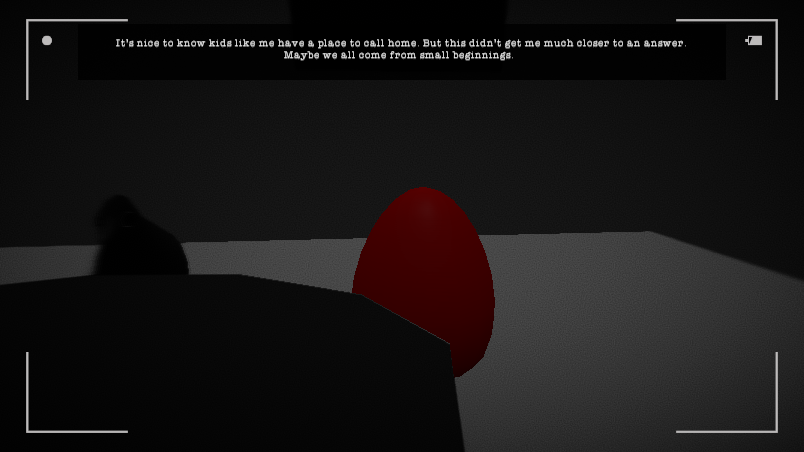 It's nice to know kids like me have a place to call home. But this didn't get me much closer to an answer.
Maybe we all come from small beginnings.